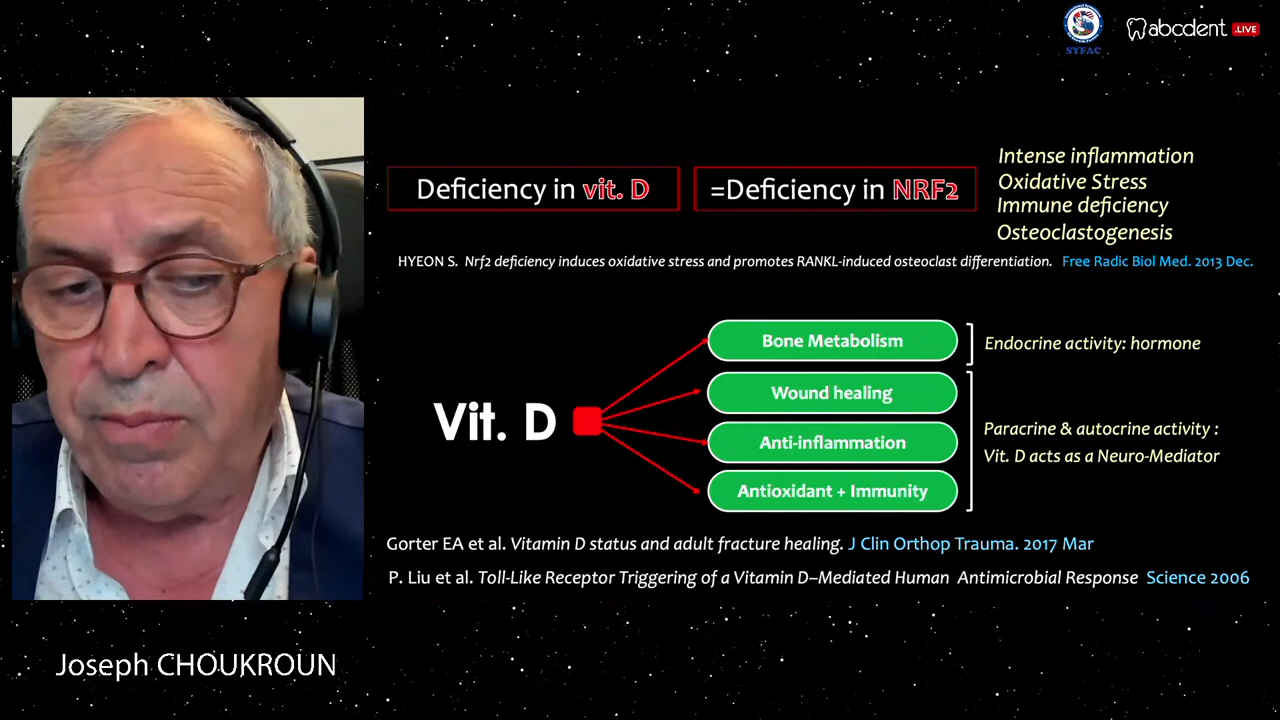 SYFAC
abcdent .LIVE
Deficiency in vit. D
=Deficiency in NRF2
Intense inflammation
Oxidative Stress
Immune deficiency
Osteoclastogenesis
HYEON S. Nrf2 deficiency induces oxidative stress and promotes RANKL-induced osteoclast differentiation. Free Radic Biol Med. 2013 Dec.
Vit. D
Bone Metabolism
Endocrine activity: hormone
Wound healing
Anti-inflammation
Antioxidant + Immunity
Paracrine & autocrine activity :
Vit. D acts as a Neuro-Mediator
Gorter EA et al. Vitamin D status and adult fracture healing. J Clin Orthop Trauma. 2017 Mar
P. Liu et al. Toll-Like Receptor Triggering of a Vitamin D–Mediated Human Antimicrobial Response Science 2006
Joseph CHOUKROUN